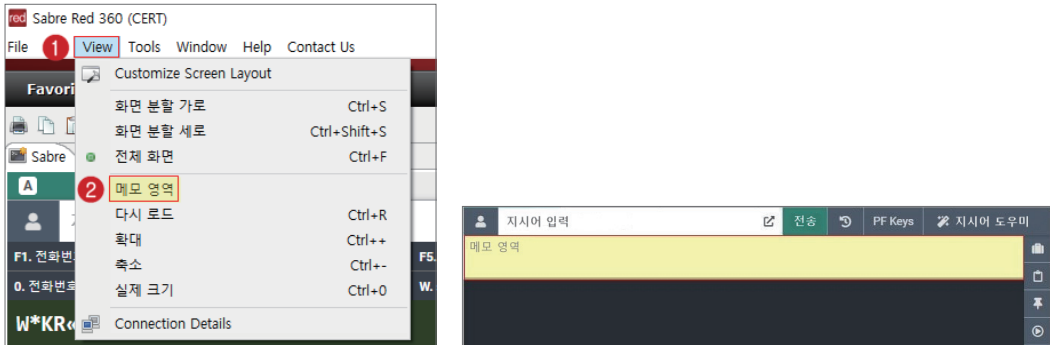 red Sabre Red 360 (CERT)
File 1 View Tools Window Help Contact Us
Customize Screen Layout
Favori
화면 분할 가로 Ctrl+S
화면 분할 세로 Ctrl+Shift+S
Sabre 전체 화면 Ctrl+F
A 2 메모 영역
다시 로드 Ctrl+R
확대 Ctrl++
F1. 전화번 F5.
축소 Ctrl+-
0. 전화번호 실제 크기 Ctrl+0 W.
W*KR« Connection Details
지시어 입력 전송 PF Keys 지시어 도우미
메모 영역